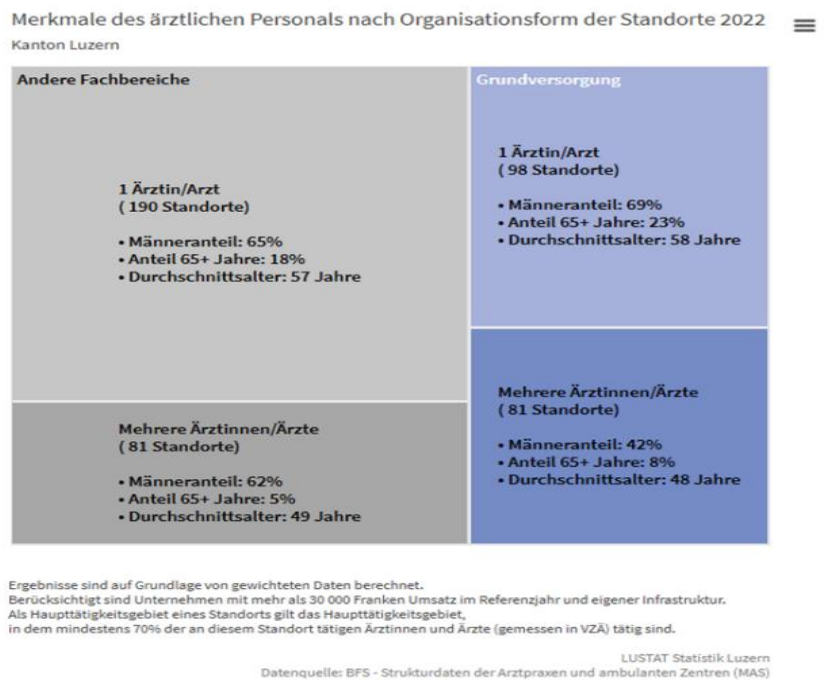 Merkmale des ärztlichen Personals nach Organisationsform der Standorte 2022
Kanton Luzern
Andere Fachbereiche
1 Ärztin/Arzt
( 190 Standorte)
• Männeranteil: 65%
• Anteil 65+ Jahre: 18%
• Durchschnittsalter: 57 Jahre
Mehrere Ärztinnen/Ärzte
( 81 Standorte)
• Männeranteil: 62%
• Anteil 65+ Jahre: 5%
• Durchschnittsalter: 49 Jahre
Grundversorgung
1 Ärztin/Arzt
( 98 Standorte)
• Männeranteil: 69%
• Anteil 65+ Jahre: 23%
• Durchschnittsalter: 58 Jahre
Mehrere Ärztinnen/Ärzte
( 81 Standorte)
• Männeranteil: 42%
• Anteil 65+ Jahre: 8%
• Durchschnittsalter: 48 Jahre
Ergebnisse sind auf Grundlage von gewichteten Daten berechnet.
Berücksichtigt sind Unternehmen mit mehr als 30 000 Franken Umsatz im Referenzjahr und eigener Infrastruktur.
Als Haupttätigkeitsgebiet eines Standorts gilt das Haupttätigkeitsgebiet,
in dem mindestens 70% der an diesem Standort tätigen Ärztinnen und Ärzte (gemessen in VZÄ) tätig sind.
LUSTAT Statistik Luzern
Datenquelle: BFS - Strukturdaten der Arztpraxen und ambulanten Zentren (MAS)